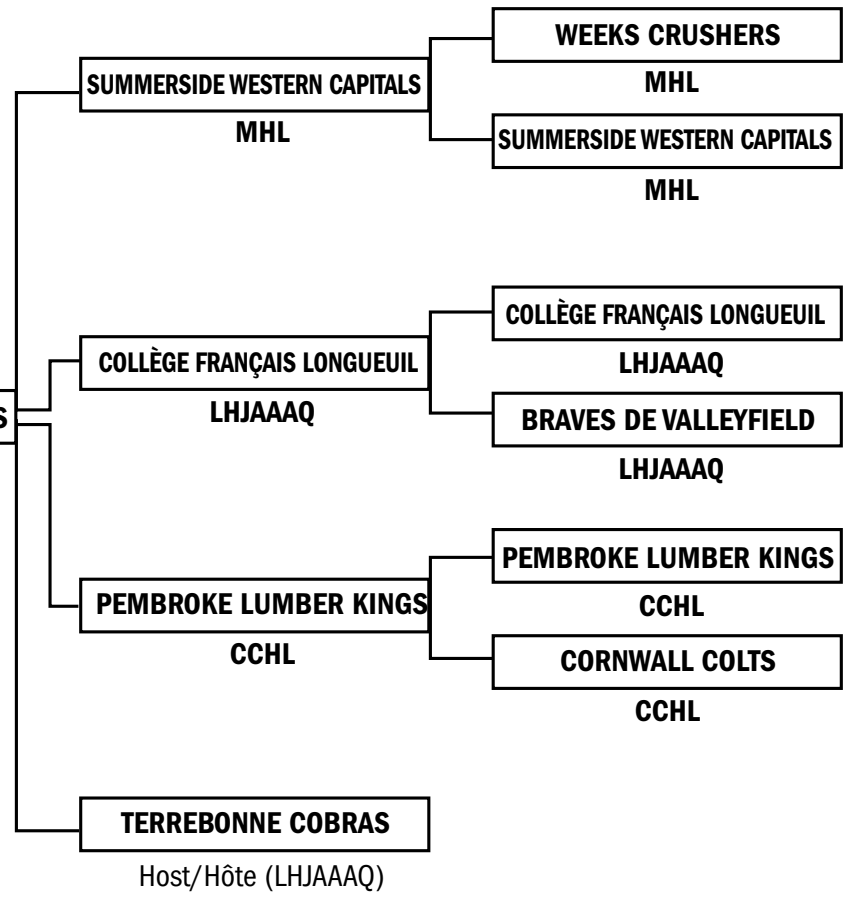 WEEKS CRUSHERS
MHL
SUMMERSIDE WESTERN CAPITALS
MHL
SUMMERSIDE WESTERN CAPITALS
MHL
COLLÈGE FRANÇAIS LONGUEUIL
LHJAAAQ
COLLÈGE FRANÇAIS LONGUEUIL
LHJAAAQ
BRAVES DE VALLEYFIELD
LHJAAAQ
S
PEMBROKE LUMBER KINGS
CCHL
PEMBROKE LUMBER KINGS
CCHL
CORNWALL COLTS
CCHL
TERREBONNE COBRAS
Host/Hôte (LHJAAAQ)